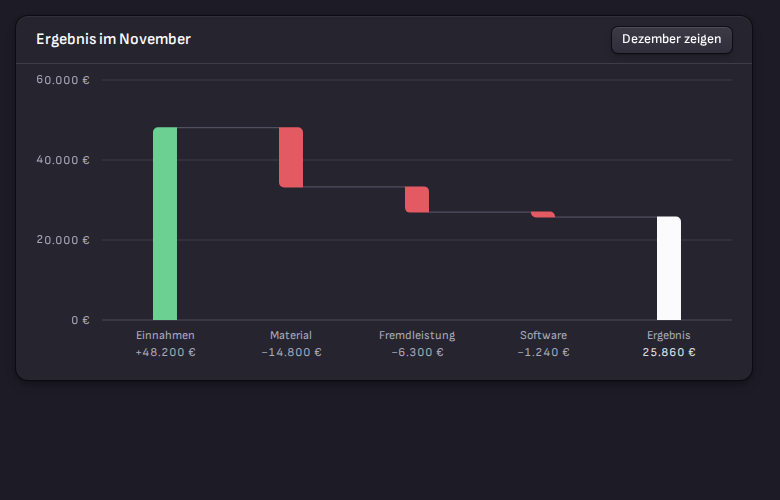 Ergebnis im November
Dezember zeigen
60.000 €
40.000 €
20.000 €
0 €
Einnahmen
+48.200 €
Material
−14.800 €
Fremdleistung
−6.300 €
Software
−1.240 €
Ergebnis
25.860 €